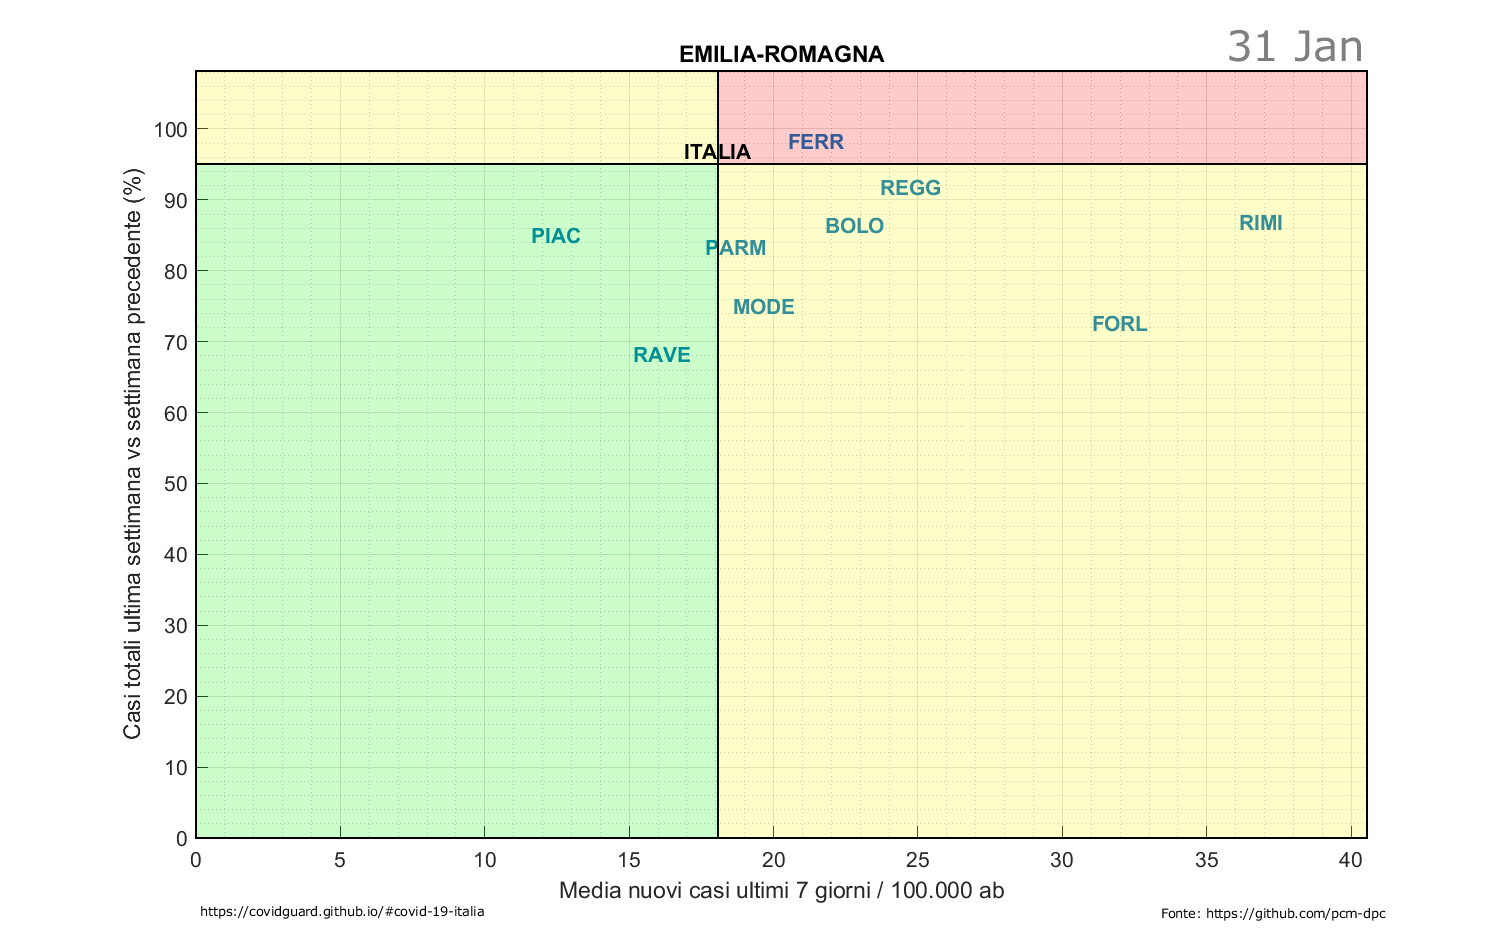 31 Jan
EMILIA-ROMAGNA
100
FERR
ITALIA
90
REGG
RIMI
BOLO
PIAC
PARM
80
MODE
FORL
70
RAVE
60
50
40
30
20
10
0
Casi totali ultima settimana vs settimana precedente (%)
0 5 10 15 20 25 30 35 40
Media nuovi casi ultimi 7 giorni / 100.000 ab
https://covidguard.github.io/#covid-19-italia
Fonte: https://github.com/pcm-dpc